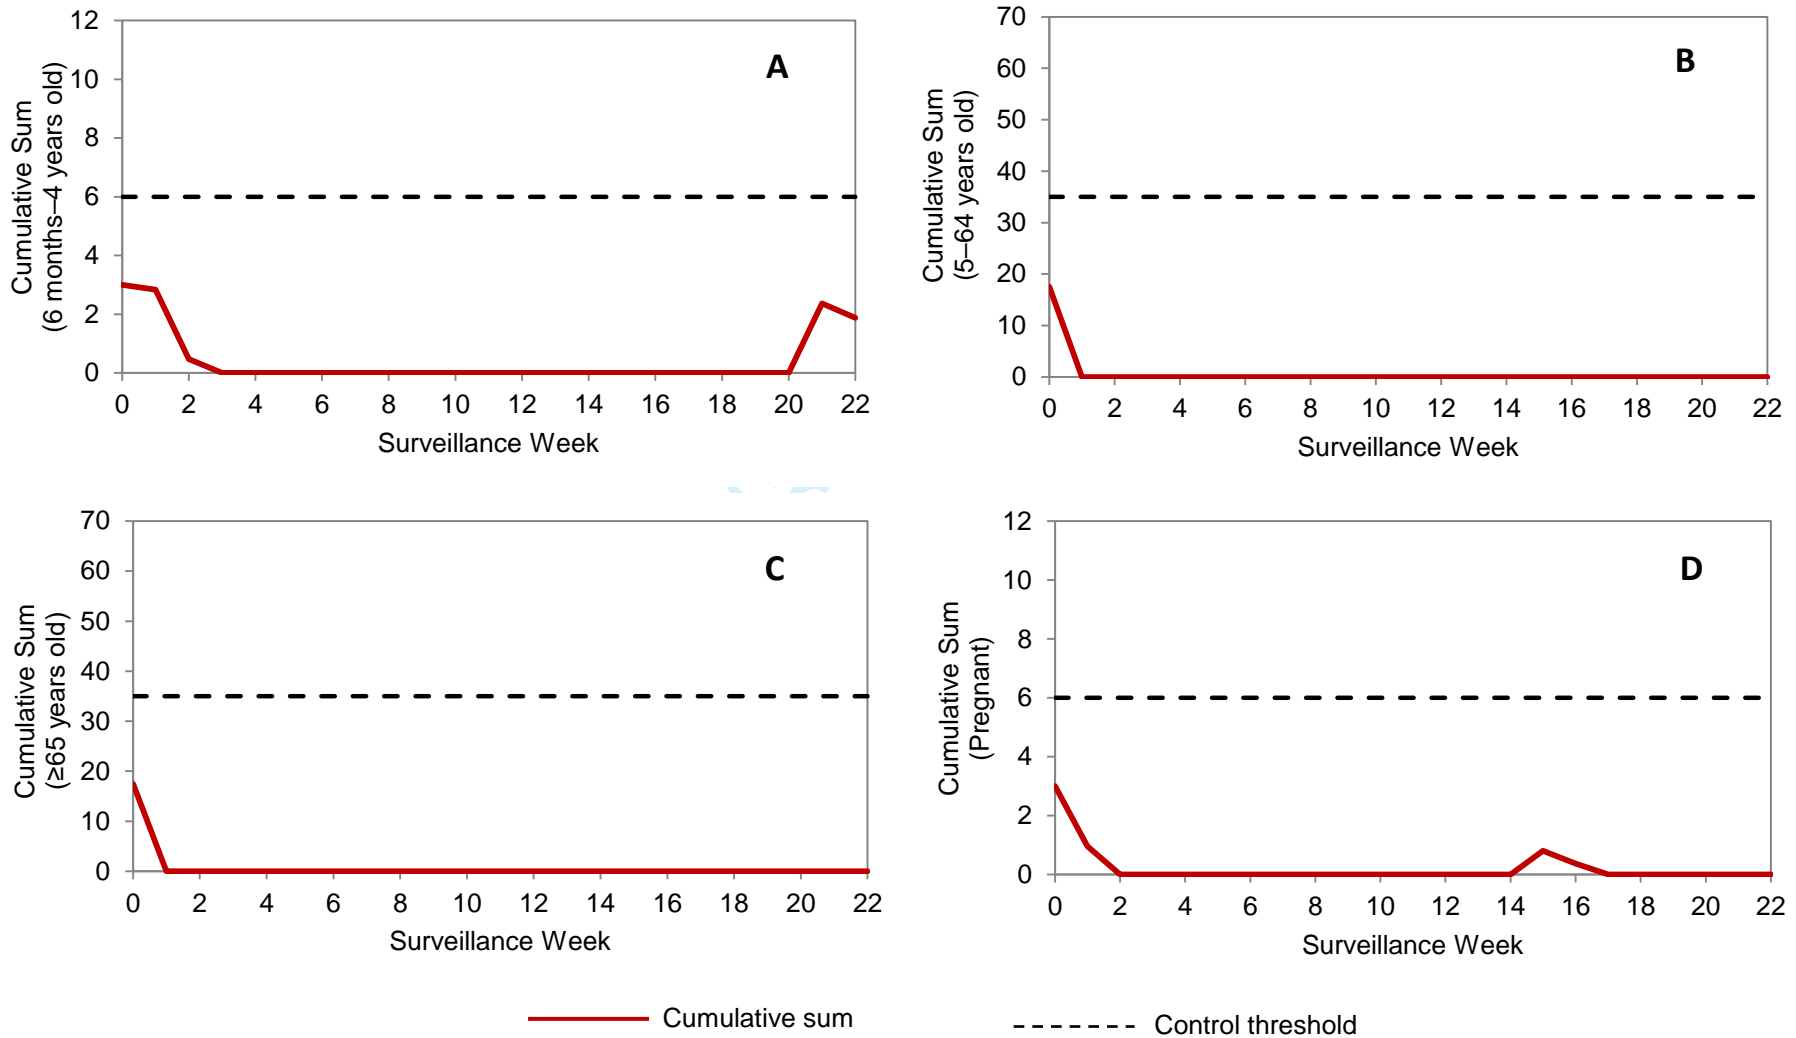 A
Cumulative Sum
(6 months–4 years old)
12
10
8
6
4
2
0
0 2 4 6 8 10 12 14 16 18 20 22
Surveillance Week
B
Cumulative Sum
(5–64 years old)
70
60
50
40
30
20
10
0
0 2 4 6 8 10 12 14 16 18 20 22
Surveillance Week
C
Cumulative Sum
(≥65 years old)
70
60
50
40
30
20
10
0
0 2 4 6 8 10 12 14 16 18 20 22
Surveillance Week
D
Cumulative Sum
(Pregnant)
12
10
8
6
4
2
0
0 2 4 6 8 10 12 14 16 18 20 22
Surveillance Week
Cumulative sum
Control threshold